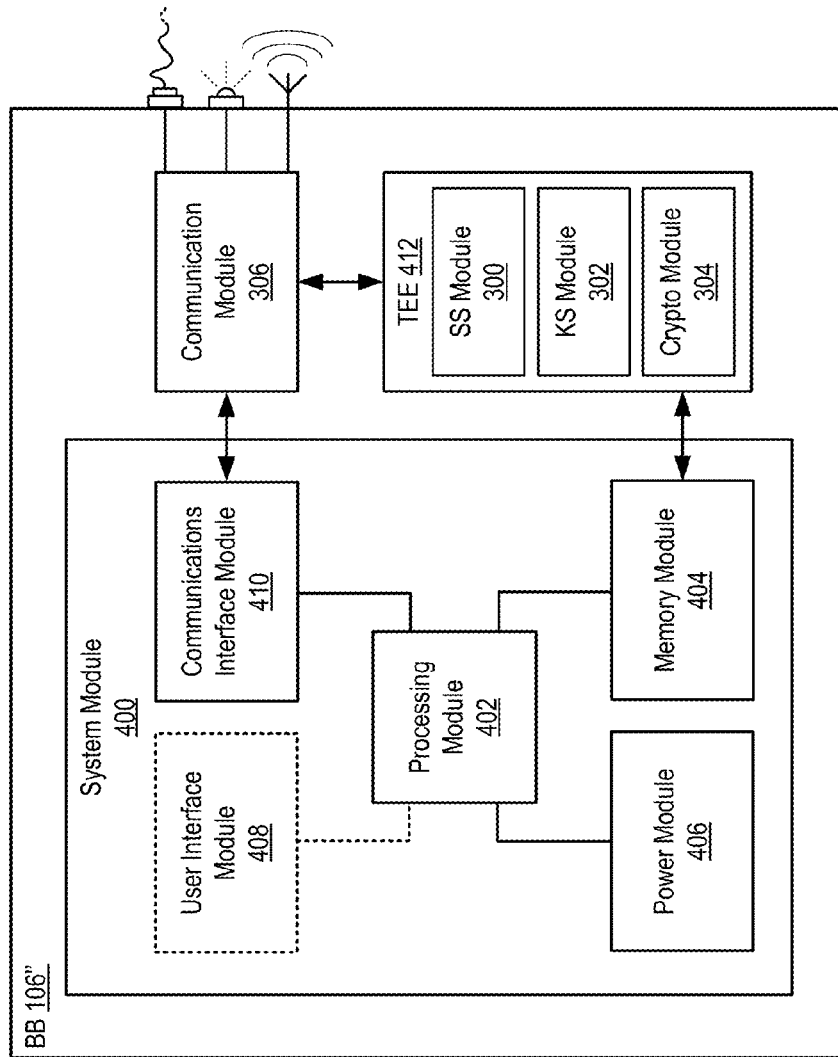 BB 106"
System Module
400
User Interface
Module
408
Communications
Interface Module
410
Processing
Module
402
Power Module
406
Memory Module
404
Communication
Module
306
TEE 412
SS Module
300
KS Module
302
Crypto Module
304